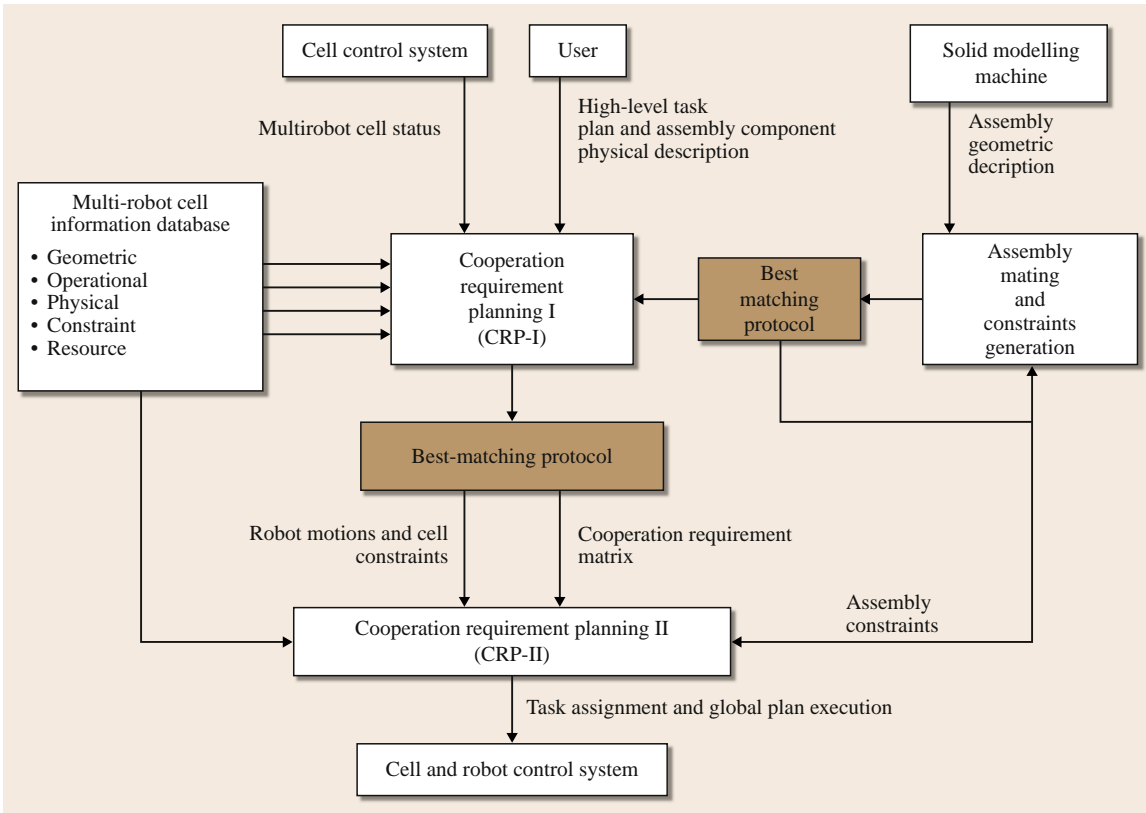 Cell control system
User
Solid modelling
machine
Multirobot cell status
High-level task
plan and assembly component
physical description
Assembly
geometric
decription
Multi-robot cell
information database
• Geometric
• Operational
• Physical
• Constraint
• Resource
Cooperation
requirement
planning I
(CRP-I)
Best
matching
protocol
Assembly
mating
and
constraints
generation
Best-matching protocol
Robot motions and cell
constraints
Cooperation requirement
matrix
Assembly
constraints
Cooperation requirement planning II
(CRP-II)
Task assignment and global plan execution
Cell and robot control system